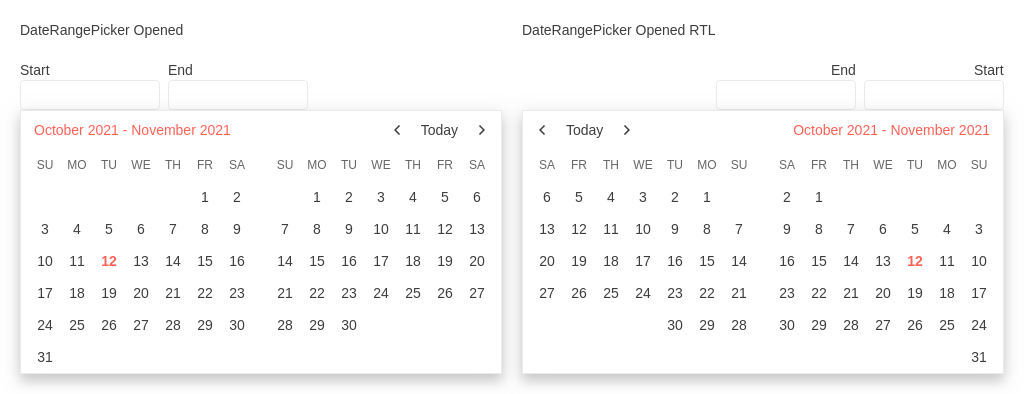 DateRangePicker Opened
Start End
October 2021 - November 2021 Today
SU MO TU WE TH FR SA SU MO TU WE TH FR SA
1 2 1 2 3 4 5 6
3 4 5 6 7 8 9 7 8 9 10 11 12 13
10 11 12 13 14 15 16 14 15 16 17 18 19 20
17 18 19 20 21 22 23 21 22 23 24 25 26 27
24 25 26 27 28 29 30 28 29 30
31
DateRangePicker Opened RTL
End Start
Today October 2021 - November 2021
SA FR TH WE TU MO SU SA FR TH WE TU MO SU
6 5 4 3 2 1 2 1
13 12 11 10 9 8 7 9 8 7 6 5 4 3
20 19 18 17 16 15 14 16 15 14 13 12 11 10
27 26 25 24 23 22 21 23 22 21 20 19 18 17
30 29 28 30 29 28 27 26 25 24
31